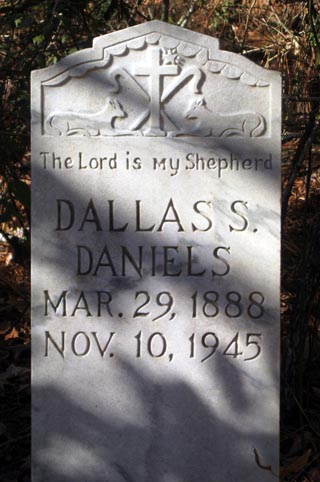 The Lord is my Shepherd
DALLAS S.
DANIELS
MAR. 29, 1888
NOV. 10, 1945